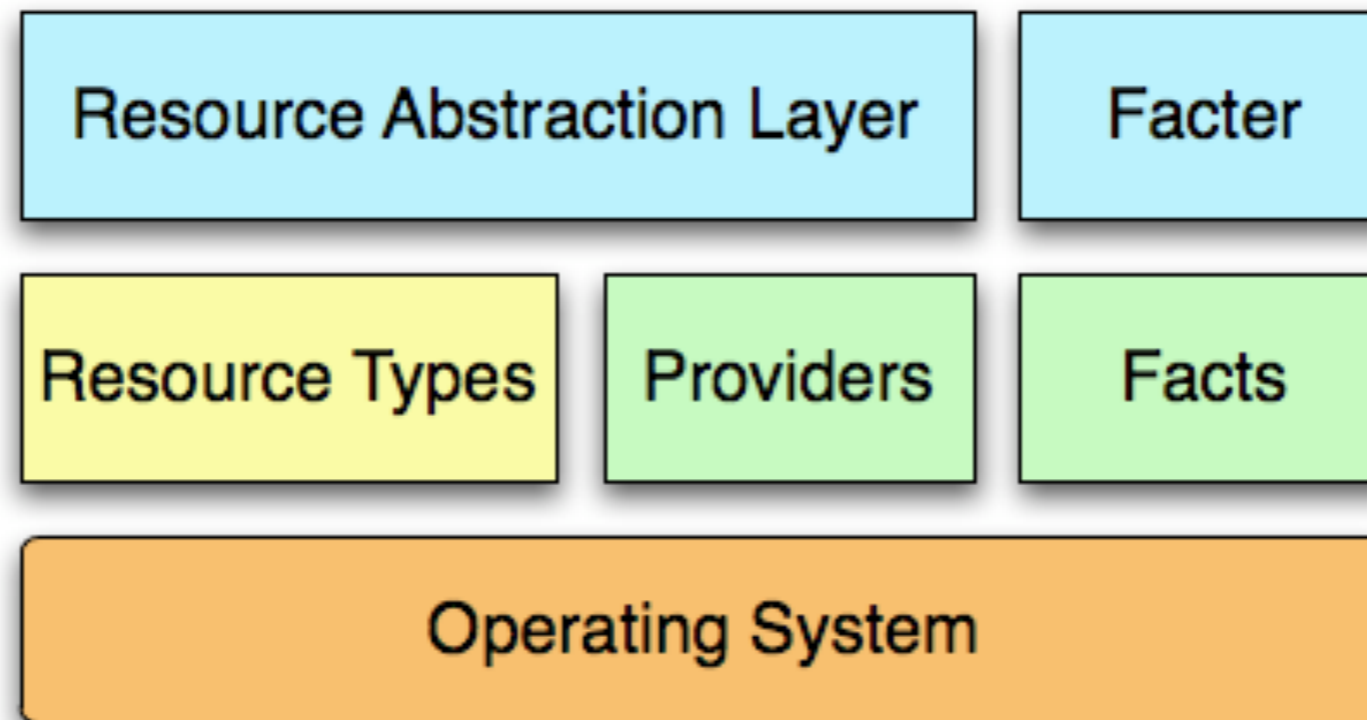 Resource Abstraction Layer
Facter
Resource Types
Providers
Facts
Operating System